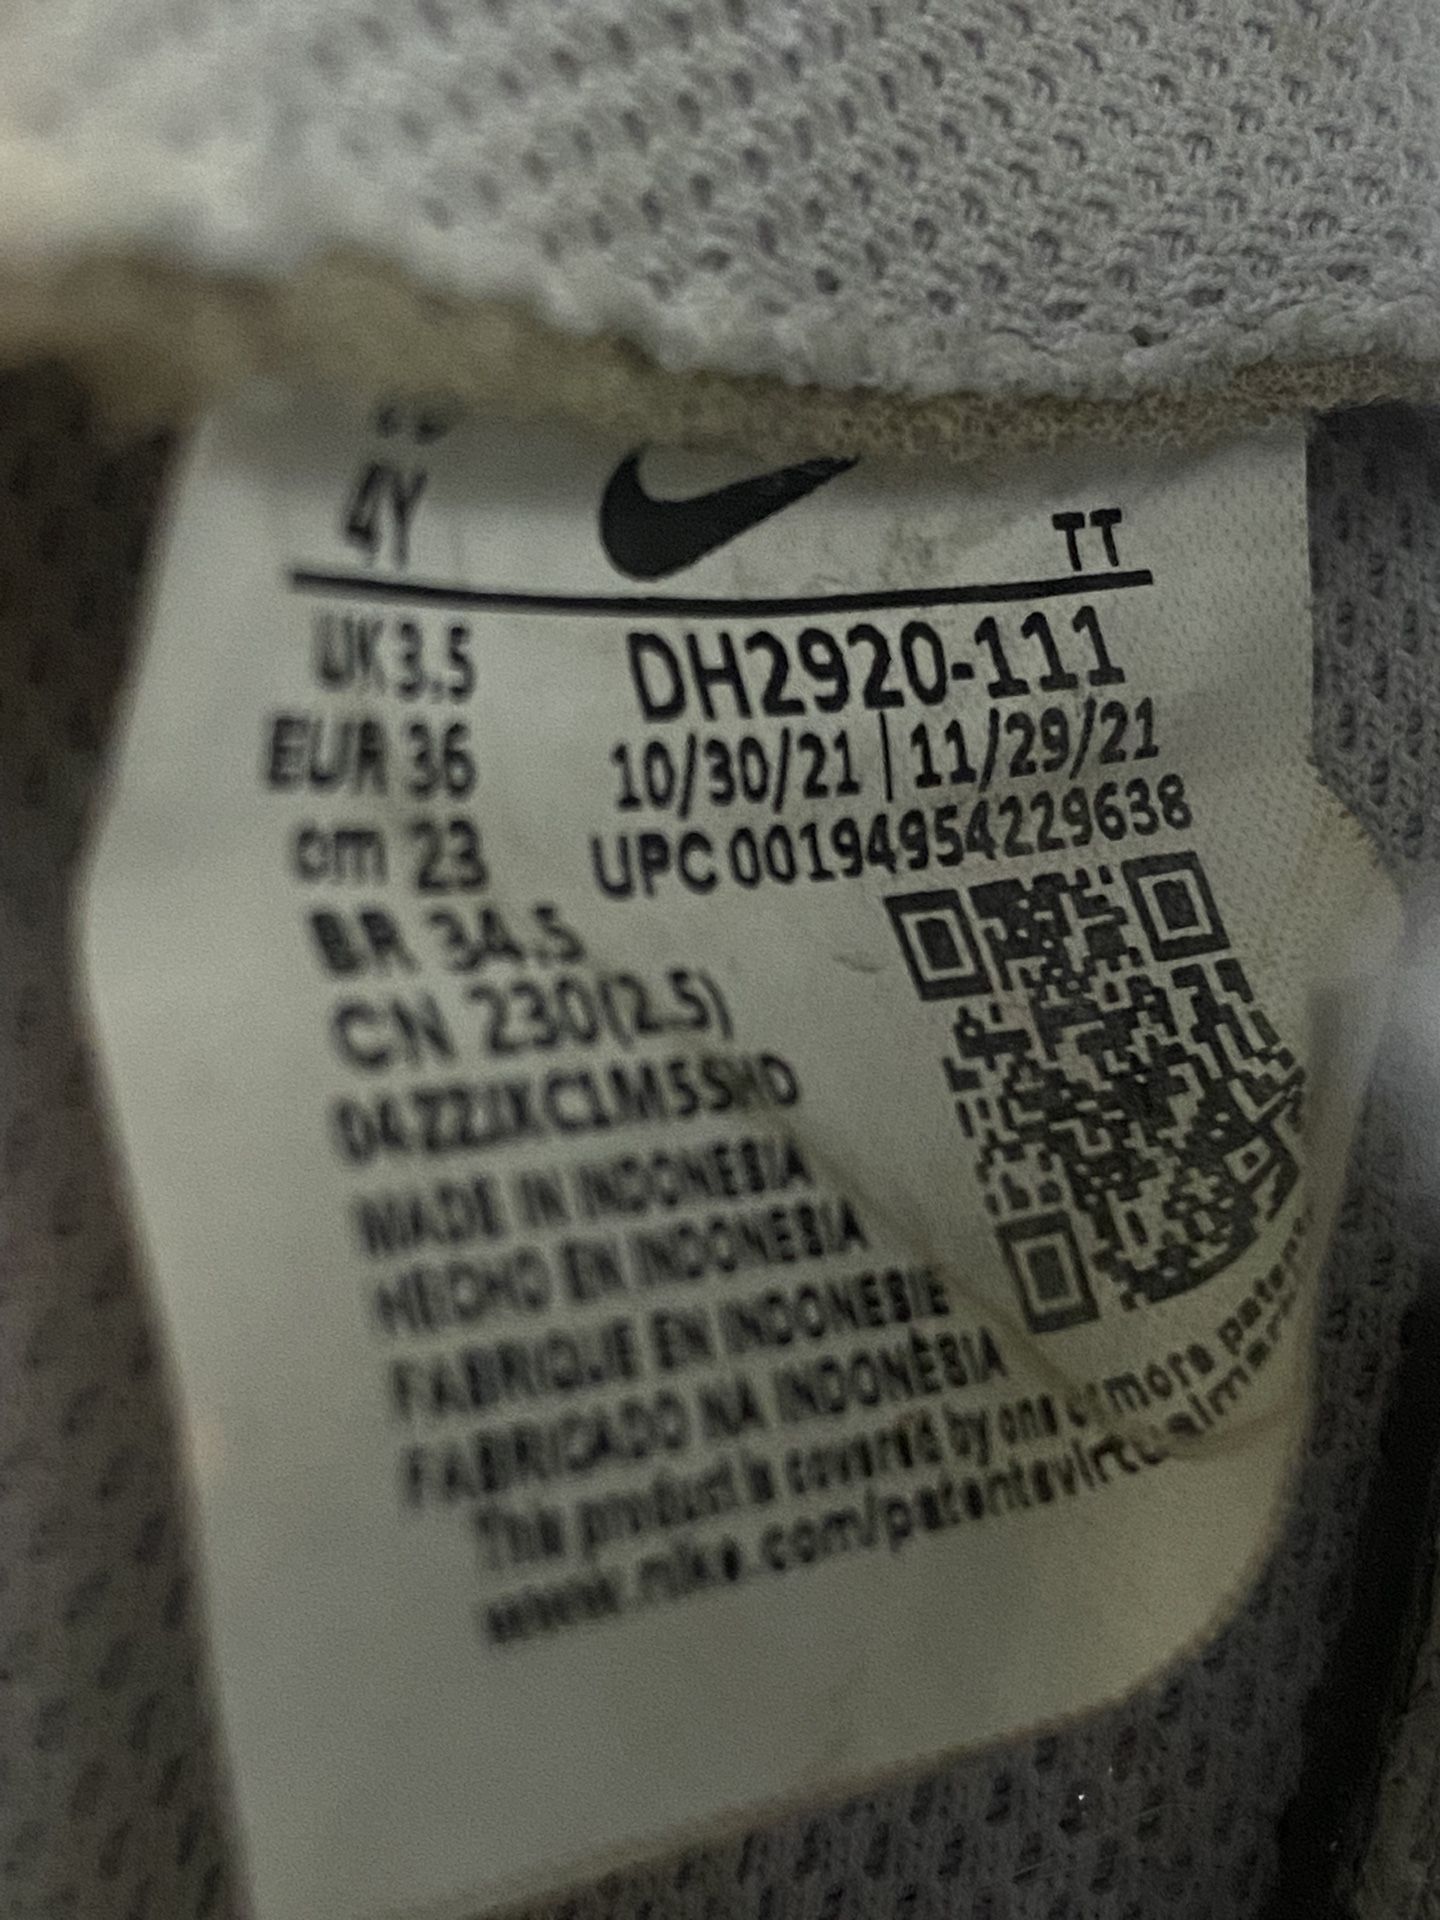 4Y
TT
UK 3.5
DH2920-111
EUR 36
10/30/21 | 11/29/21
cm 23
UPC 00194954229638
BR 34.5
CN 230(2.5)
MADE IN INDONESIA
HECHO EN INDONESIA
FABRIQUE EN INDONESIE
FABRICADO NA INDONÉSIA
This product is covered by one or more
www.nike.com/patentsvirtualmark